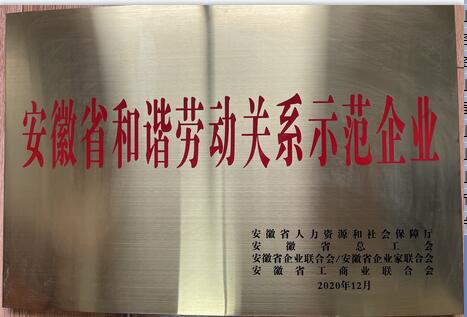 安徽省和谐劳动关系示范企业
安徽省人力资源和社会保障厅
安徽省总工会
安徽省企业联合会/安徽省企业家联合会
安徽省工商业联合会
2020年12月